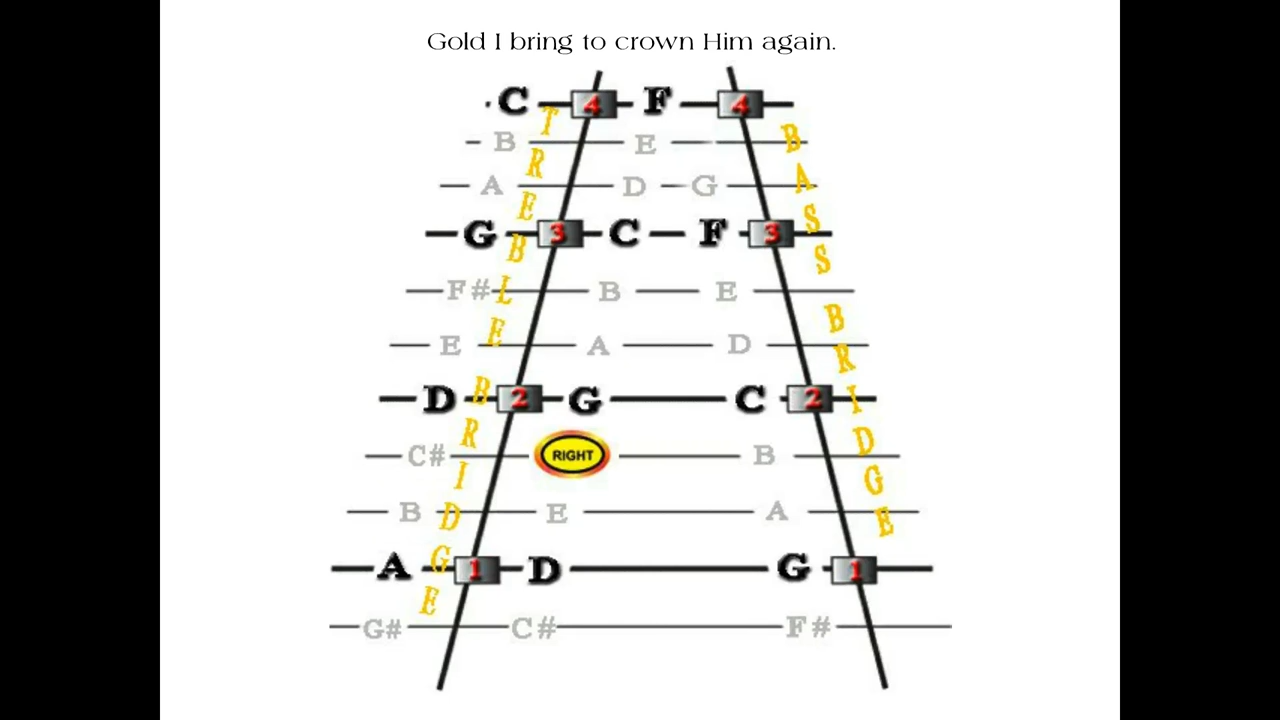 Gold I bring to crown Him again.
C 4 F 4
B E
A D G
G 3 C F 3
F# B E
E A D
D 2 G C 2
C# RIGHT B
B E A
A 1 D G 1
G# C# F#
TREBLE BRIDGE
BASS BRIDGE